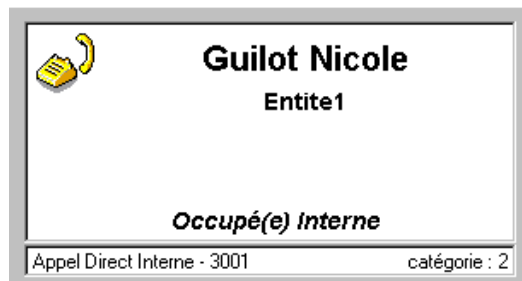 Guilot Nicole
Entite1
Occupé(e) Interne
Appel Direct Interne - 3001 catégorie : 2